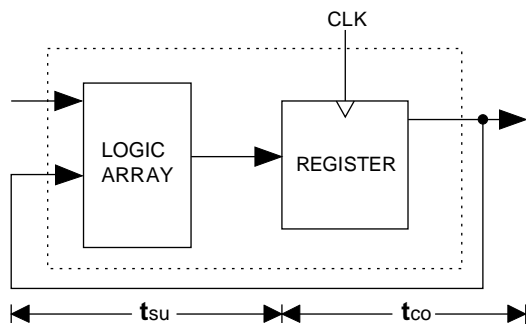 CLK
LOGIC
ARRAY
REGISTER
tsu
tco